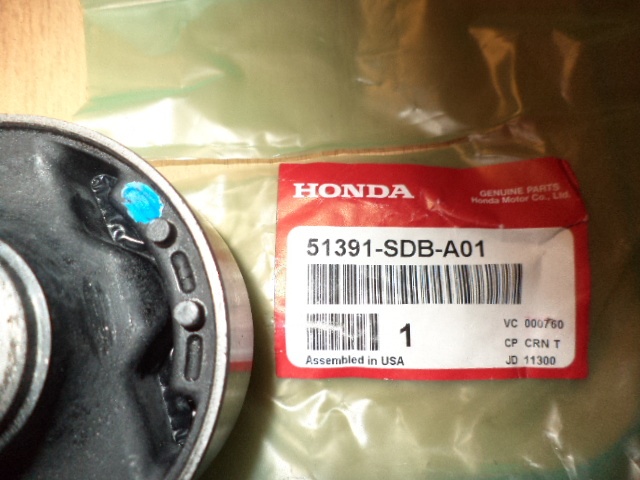 HONDA
GENUINE PARTS
Honda Motor Co., Ltd.
51391-SDB-A01
1
VC 000760
CP CRN T
JD 11300
Assembled in USA